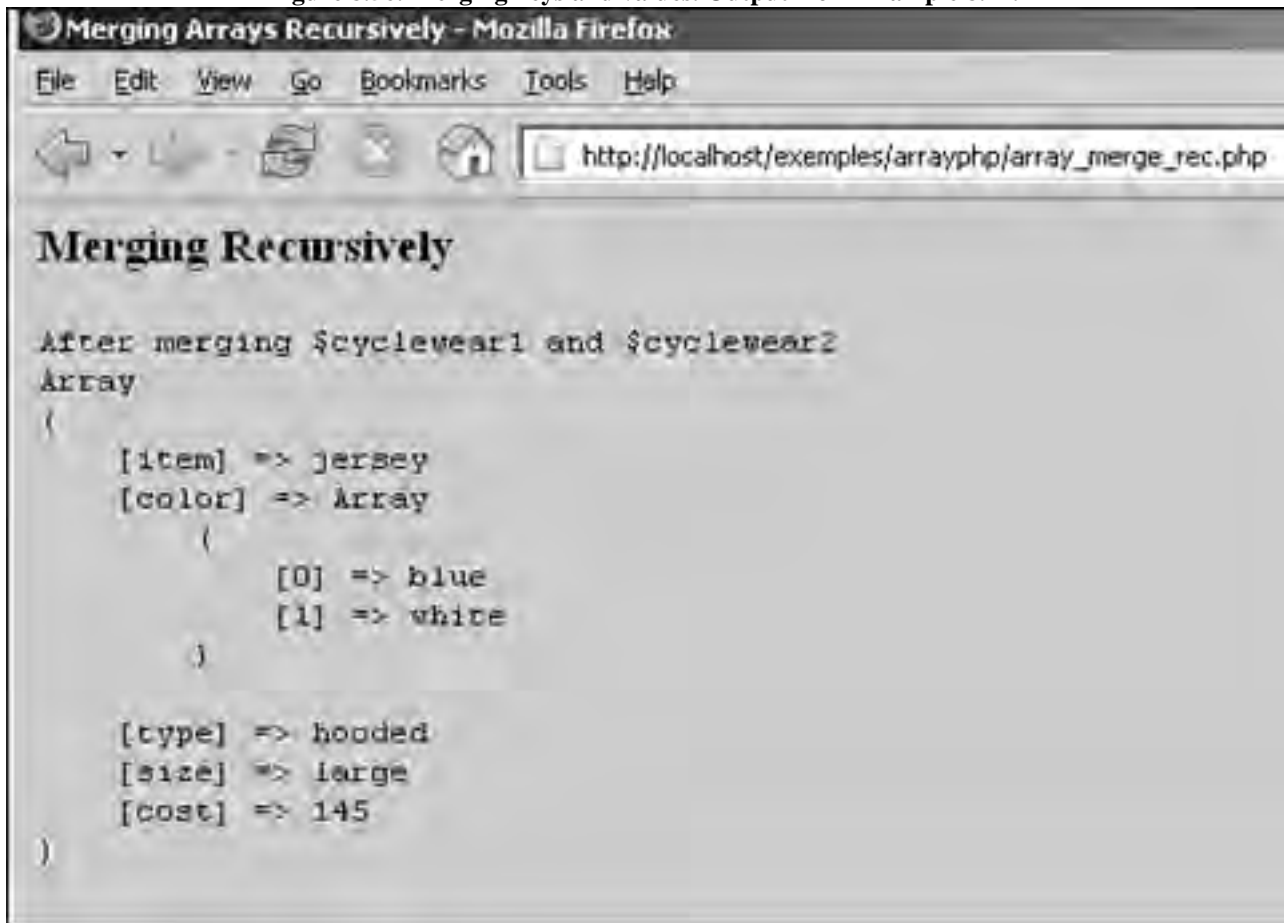 Merging Arrays Recursively - Mozilla Firefox
File Edit View Go Bookmarks Tools Help
http://localhost/exemples/arrayphp/array_merge_rec.php
Merging Recursively
After merging $cyclewear1 and $cyclewear2
Array
(
[item] => jersey
[color] => Array
(
[0] => blue
[1] => white
)
[type] => hooded
[size] => large
[cost] => 145
)